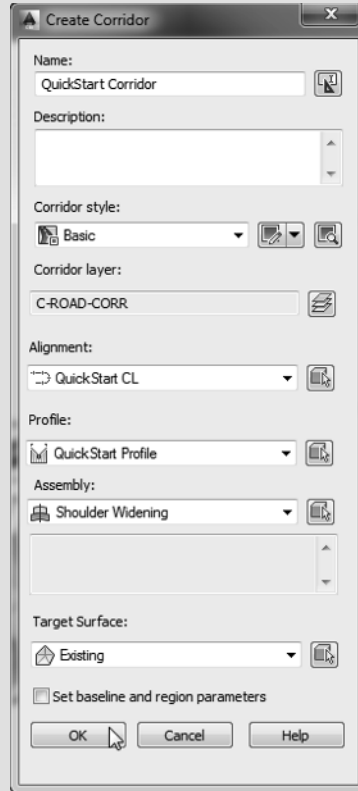 Create Corridor
Name:
QuickStart Corridor
Description:
Corridor style:
Basic
Corridor layer:
C-ROAD-CORR
Alignment:
QuickStart CL
Profile:
QuickStart Profile
Assembly:
Shoulder Widening
Target Surface:
Existing
Set baseline and region parameters
OK Cancel Help